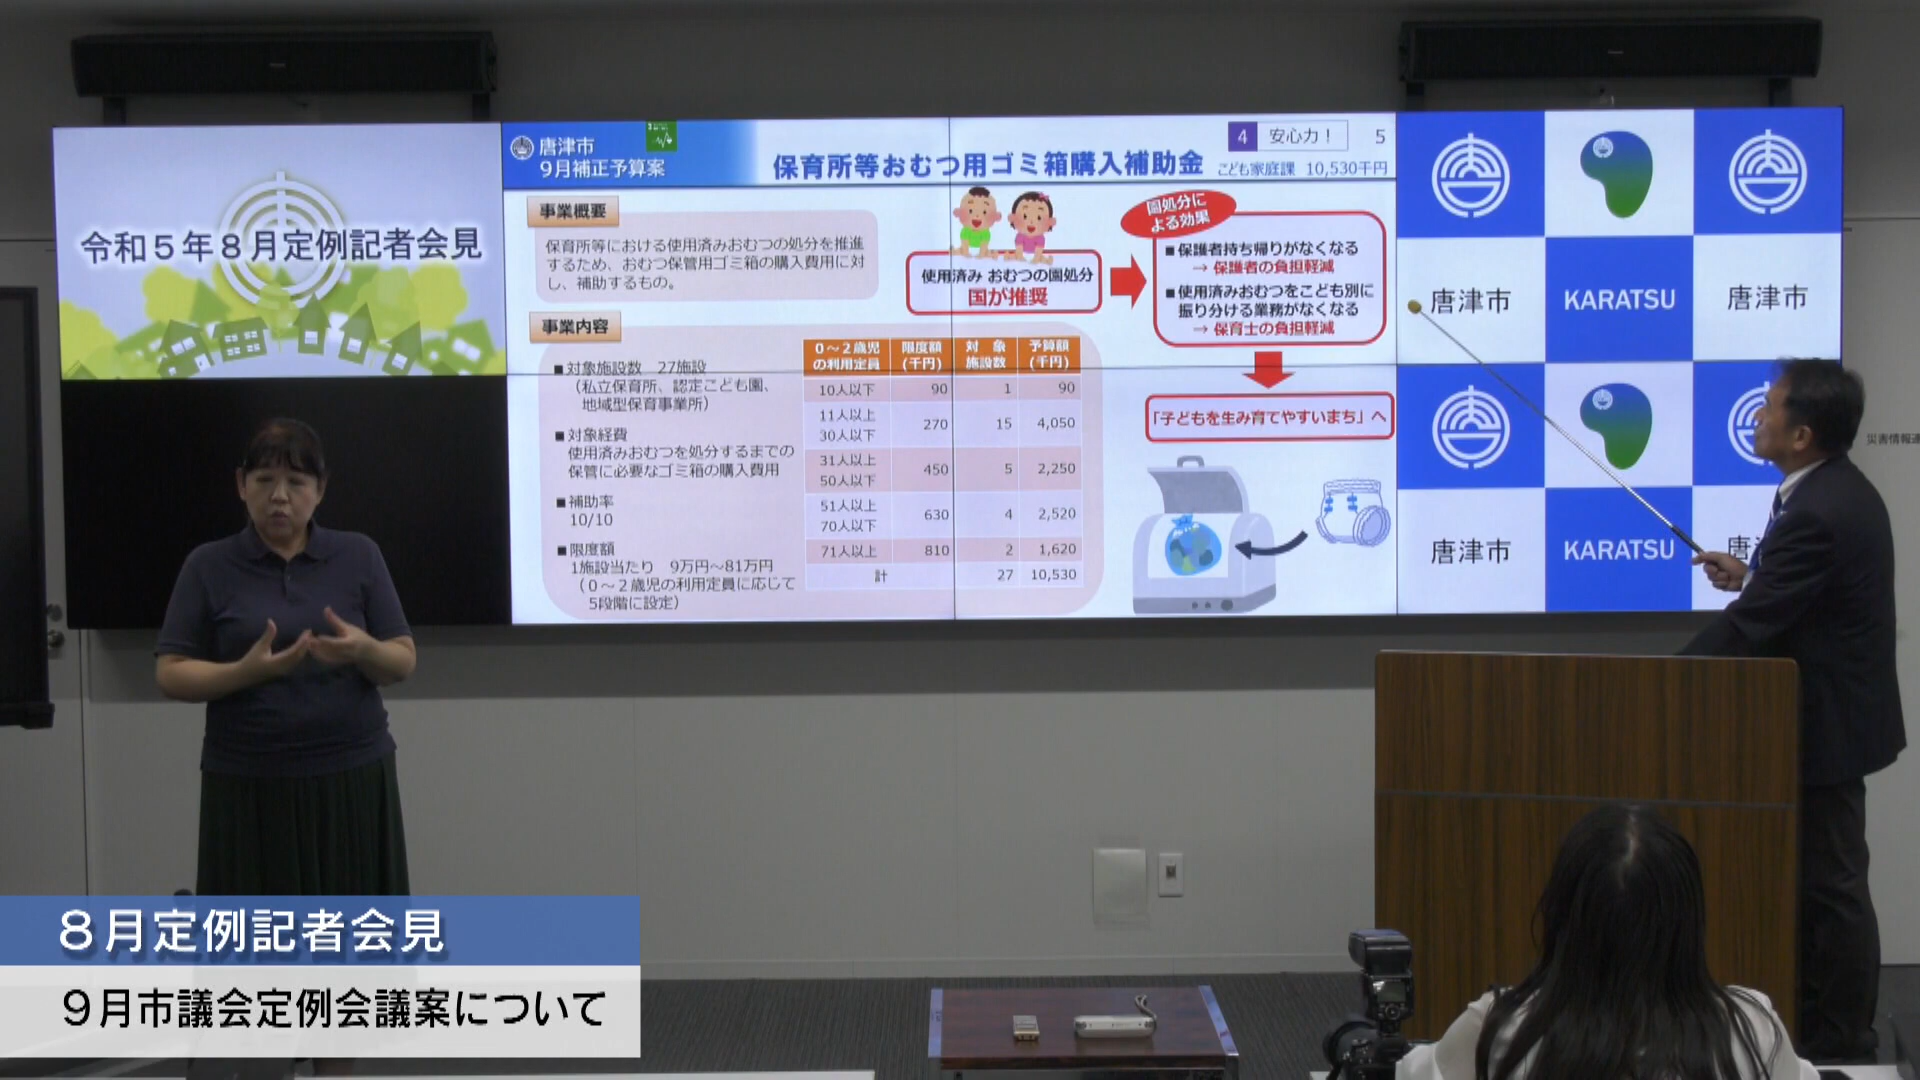 令和５年８月定例記者会見
唐津市
9月補正予算案
保育所等おむつ用ゴミ箱購入補助金
4 安心力！ 5
こども家庭課 10,530千円
事業概要
保育所等における使用済みおむつの処分を推進
するため、おむつ保管用ゴミ箱の購入費用に対
し、補助するもの。
使用済み おむつの園処分
国が推奨
園処分に
よる効果
■保護者持ち帰りがなくなる
→ 保護者の負担軽減
■使用済みおむつをこども別に
振り分ける業務がなくなる
→ 保育士の負担軽減
「子どもを生み育てやすいまち」へ
事業内容
■対象施設数 27施設
（私立保育所、認定こども園、
地域型保育事業所）
■対象経費
使用済みおむつを処分するまでの
保管に必要なゴミ箱の購入費用
■補助率
10/10
■限度額
1施設当たり 9万円～81万円
（０～２歳児の利用定員に応じて
5段階に設定）
０～２歳児の利用定員 限度額(千円) 対象施設数 予算額(千円)
10人以下 90 1 90
11人以上30人以下 270 15 4,050
31人以上50人以下 450 5 2,250
51人以上70人以下 630 4 2,520
71人以上 810 2 1,620
計 27 10,530
唐津市 KARATSU 唐津市
唐津市 KARATSU 唐
災害情報連
８月定例記者会見
９月市議会定例会議案について